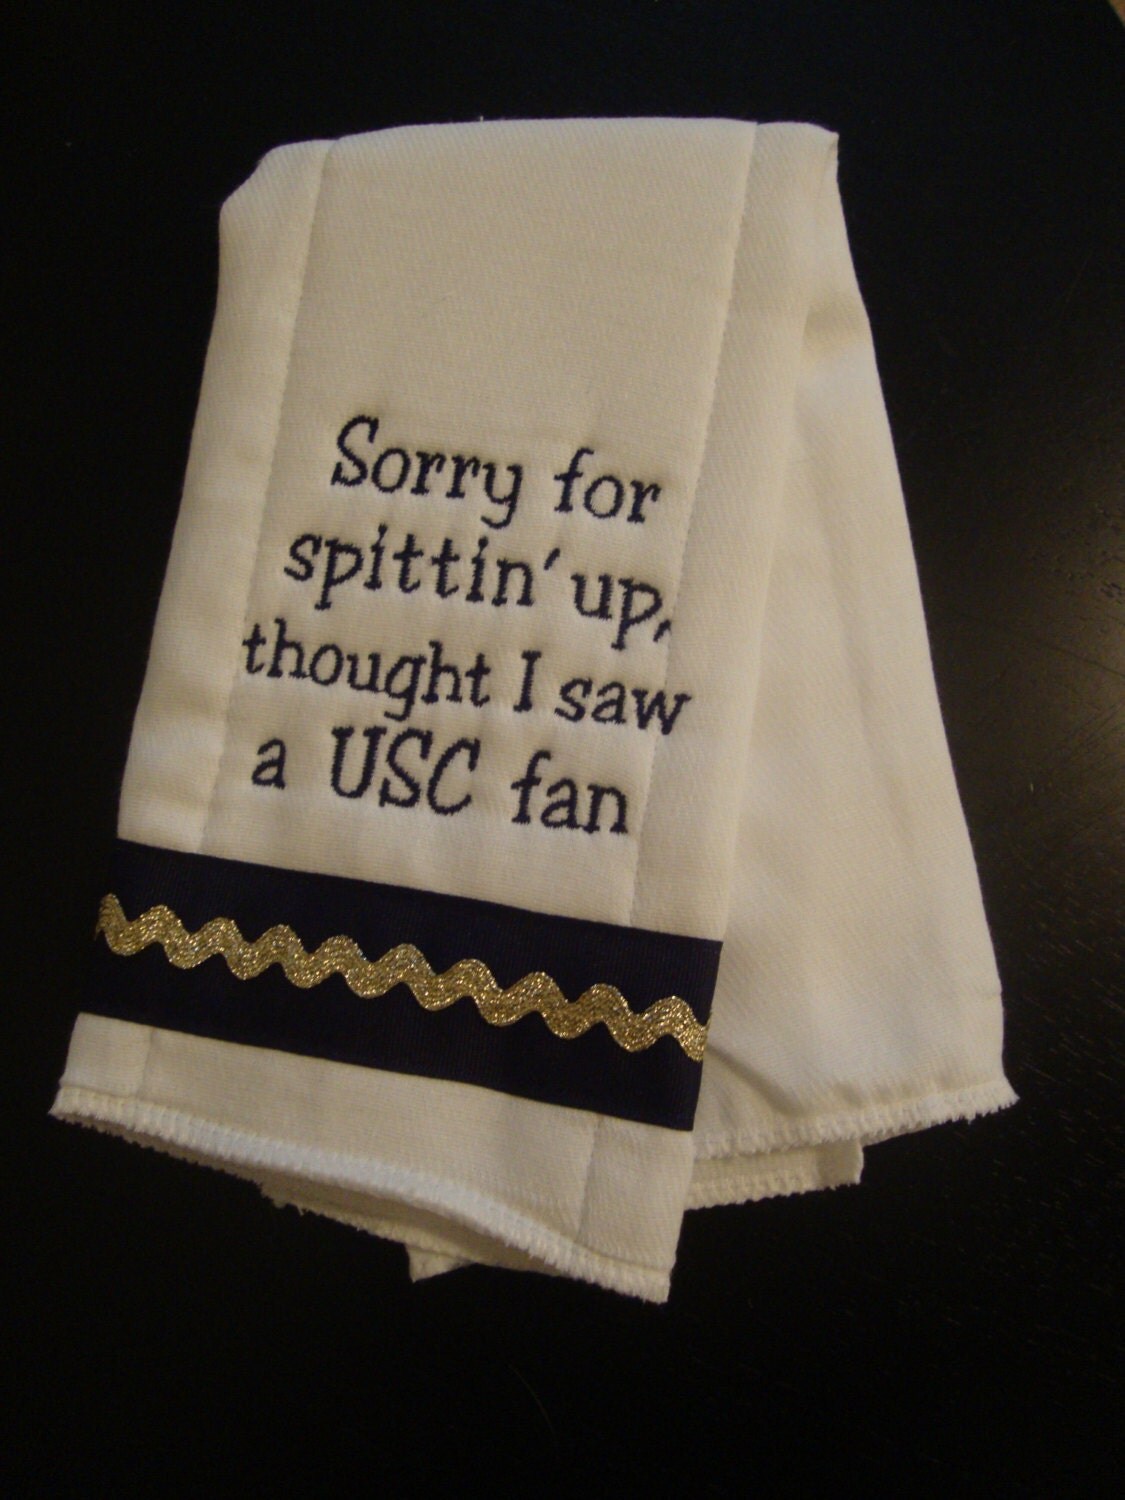 Sorry for
spittin' up,
thought I saw
a USC fan